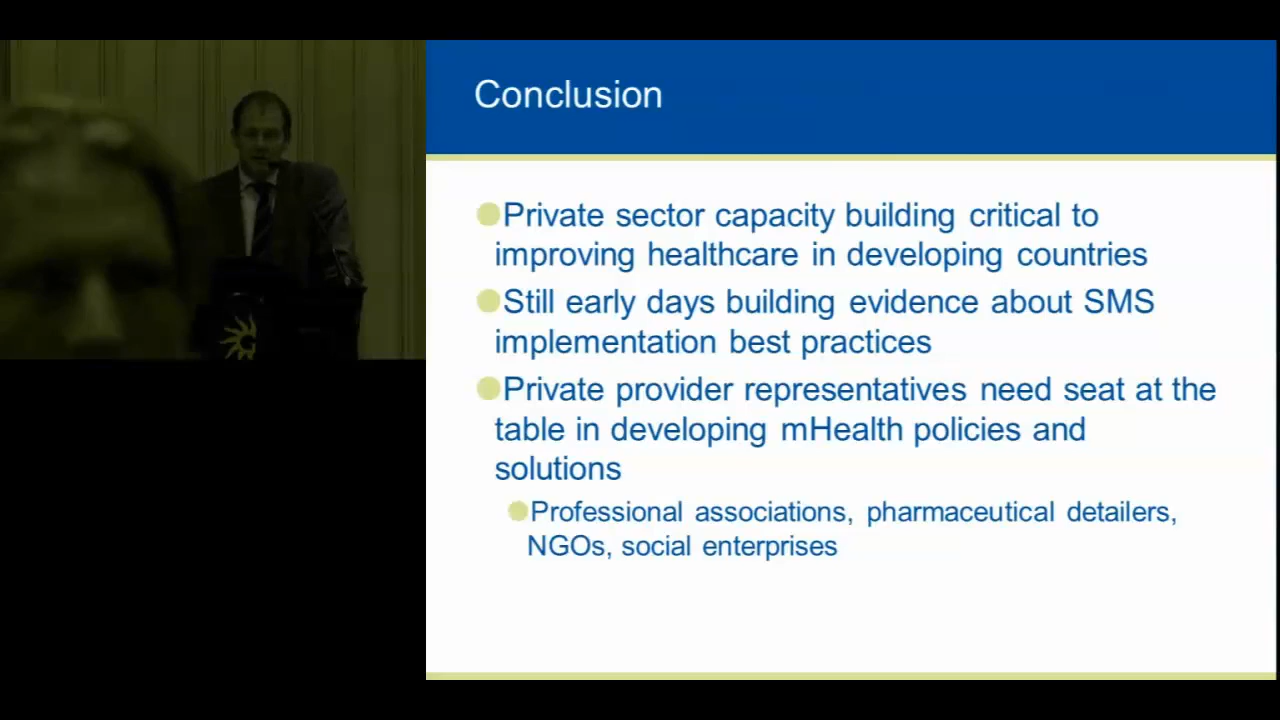 Conclusion
Private sector capacity building critical to
improving healthcare in developing countries
Still early days building evidence about SMS
implementation best practices
Private provider representatives need seat at the
table in developing mHealth policies and
solutions
Professional associations, pharmaceutical detailers,
NGOs, social enterprises